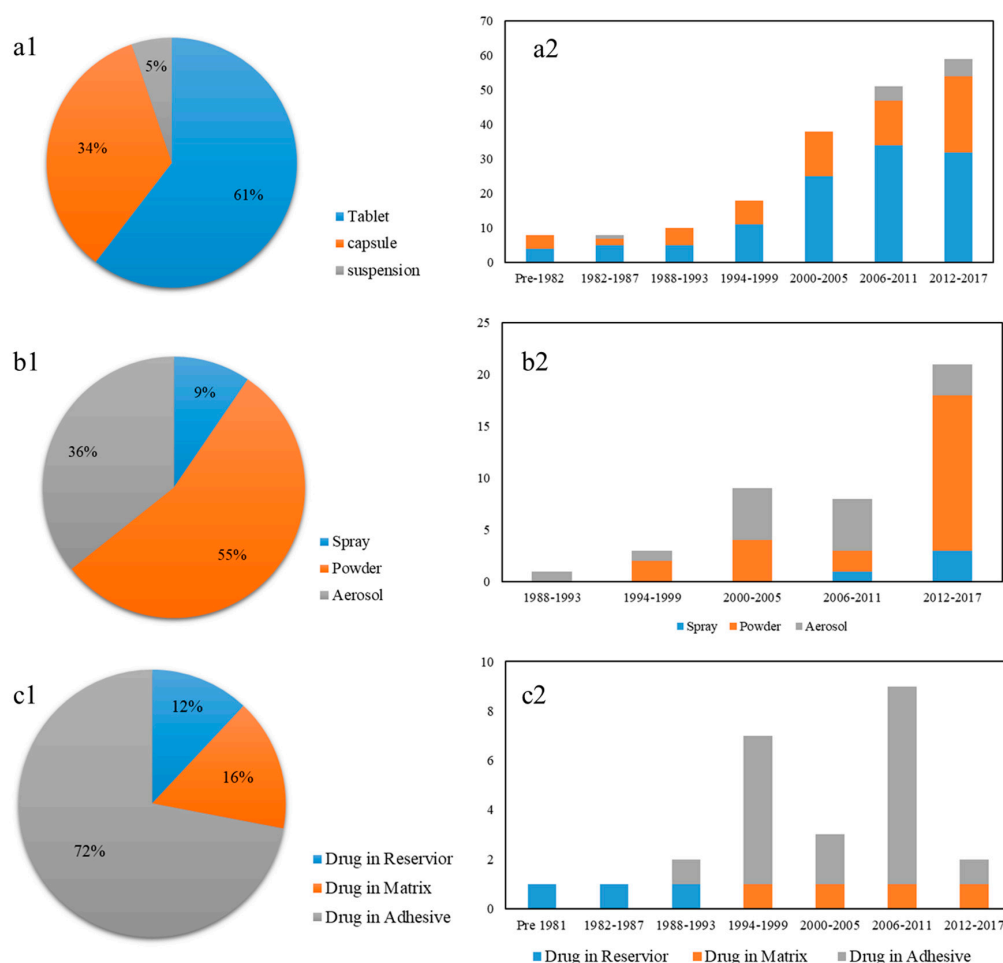 a1
5%
34%
61%
Tablet
capsule
suspension
a2
70
60
50
40
30
20
10
0
Pre-1982 1982-1987 1988-1993 1994-1999 2000-2005 2006-2011 2012-2017
b1
9%
36%
55%
Spray
Powder
Aerosol
b2
25
20
15
10
5
0
1988-1993 1994-1999 2000-2005 2006-2011 2012-2017
Spray Powder Aerosol
c1
12%
16%
72%
Drug in Reservior
Drug in Matrix
Drug in Adhesive
c2
10
8
6
4
2
0
Pre 1981 1982-1987 1988-1993 1994-1999 2000-2005 2006-2011 2012-2017
Drug in Reservior Drug in Matrix Drug in Adhesive